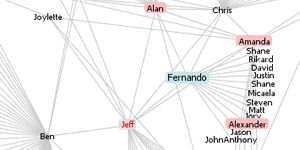 Alan
Chris
Joylette
Amanda
Shane
Rikard
David
Justin
Fernando
Shane
Micaela
Steven
Matt
Jeff
Alexander
Ben
Jason
JohnAnthony